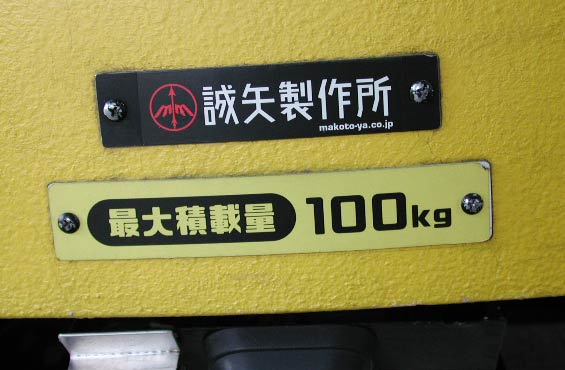 誠矢製作所
makoto-ya.co.jp
最大積載量 100kg